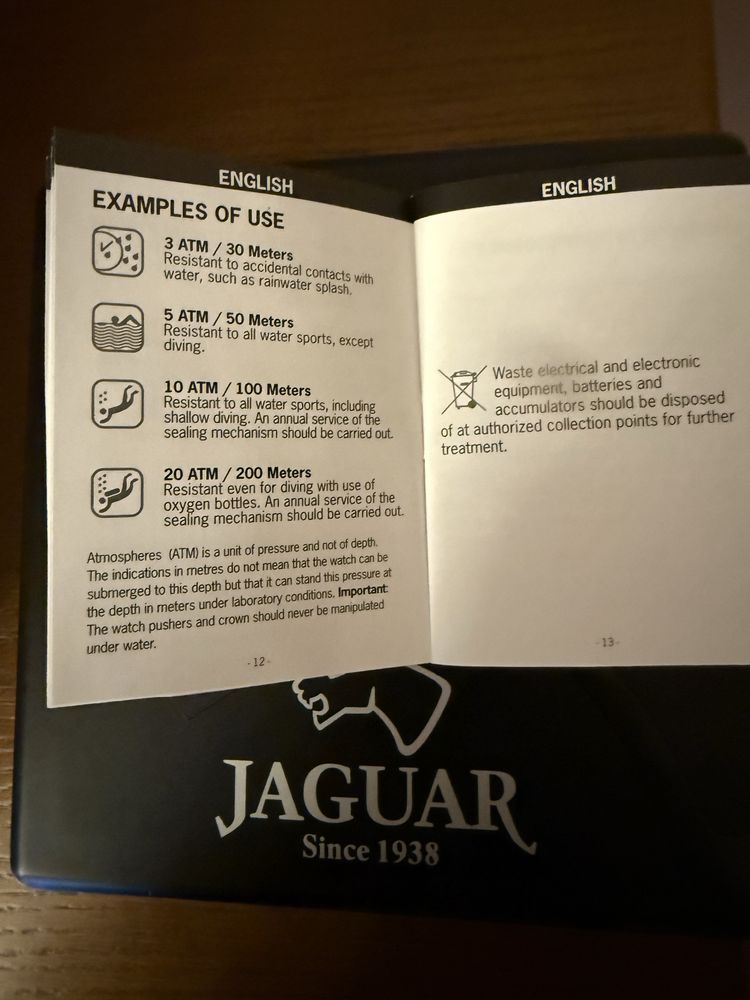 ENGLISH
EXAMPLES OF USE
3 ATM / 30 Meters
Resistant to accidental contacts with
water, such as rainwater splash.
5 ATM / 50 Meters
Resistant to all water sports, except
diving.
10 ATM / 100 Meters
Resistant to all water sports, including
shallow diving. An annual service of the
sealing mechanism should be carried out.
20 ATM / 200 Meters
Resistant even for diving with use of
oxygen bottles. An annual service of the
sealing mechanism should be carried out.
Atmospheres (ATM) is a unit of pressure and not of depth.
The indications in metres do not mean that the watch can be
submerged to this depth but that it can stand this pressure at
the depth in meters under laboratory conditions. Important:
The watch pushers and crown should never be manipulated
under water.
- 12 -
ENGLISH
Waste electrical and electronic
equipment, batteries and
accumulators should be disposed
of at authorized collection points for further
treatment.
- 13 -
JAGUAR
Since 1938